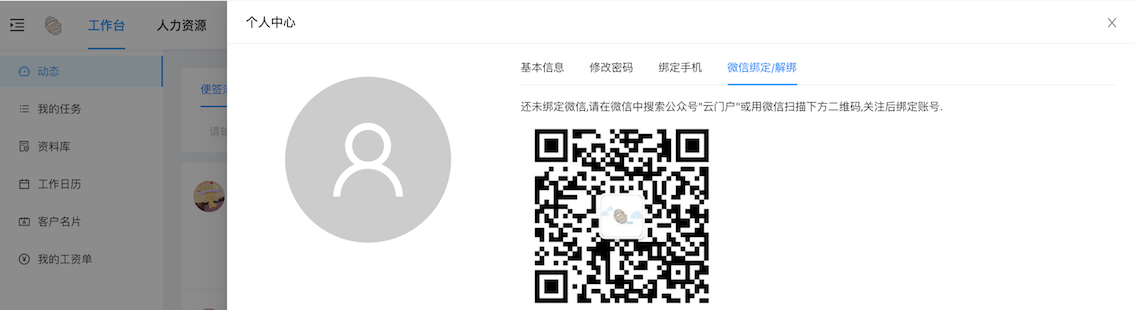 工作台
人力资源
个人中心
动态
我的任务
资料库
工作日历
客户名片
我的工资单
便签
基本信息
修改密码
绑定手机
微信绑定/解绑
还未绑定微信,请在微信中搜索公众号"云门户"或用微信扫描下方二维码,关注后绑定账号.